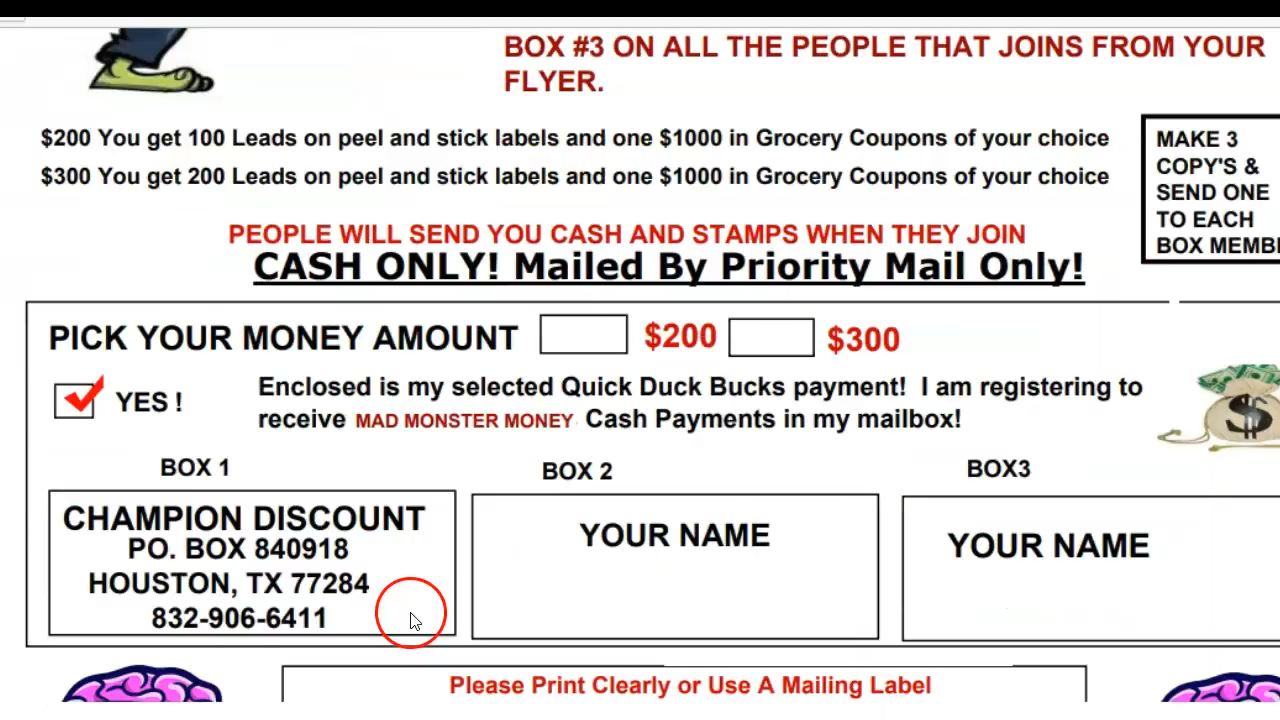 BOX #3 ON ALL THE PEOPLE THAT JOINS FROM YOUR
FLYER.
$200 You get 100 Leads on peel and stick labels and one $1000 in Grocery Coupons of your choice
$300 You get 200 Leads on peel and stick labels and one $1000 in Grocery Coupons of your choice
MAKE 3
COPY'S &
SEND ONE
TO EACH
BOX MEMB
PEOPLE WILL SEND YOU CASH AND STAMPS WHEN THEY JOIN
CASH ONLY! Mailed By Priority Mail Only!
PICK YOUR MONEY AMOUNT $200 $300
YES !
Enclosed is my selected Quick Duck Bucks payment! I am registering to
receive MAD MONSTER MONEY Cash Payments in my mailbox!
BOX 1
BOX 2
BOX3
CHAMPION DISCOUNT
PO. BOX 840918
HOUSTON, TX 77284
832-906-6411
YOUR NAME
YOUR NAME
Please Print Clearly or Use A Mailing Label